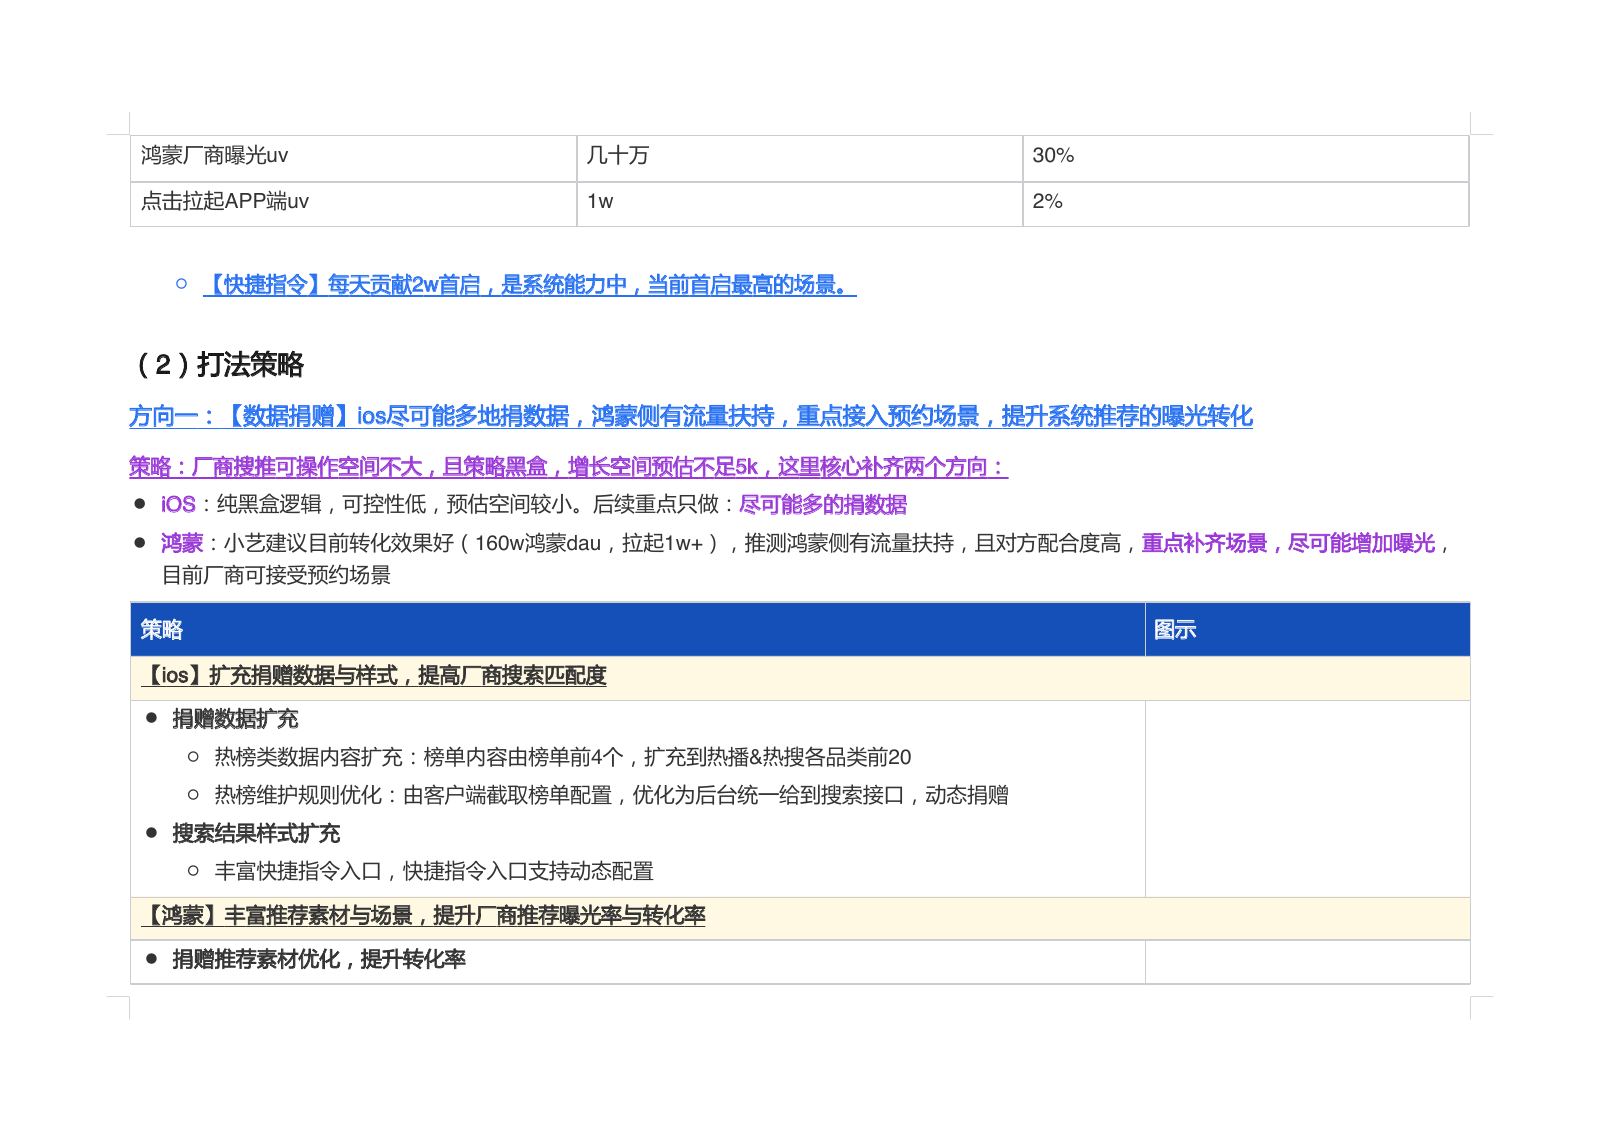 鸿蒙厂商曝光uv 几十万 30%
点击拉起APP端uv 1w 2%
【快捷指令】每天贡献2w首启，是系统能力中，当前首启最高的场景。
（2）打法策略
方向一：【数据捐赠】ios尽可能多地捐数据，鸿蒙侧有流量扶持，重点接入预约场景，提升系统推荐的曝光转化
策略：厂商搜推可操作空间不大，且策略黑盒，增长空间预估不足5k，这里核心补齐两个方向：
● iOS：纯黑盒逻辑，可控性低，预估空间较小。后续重点只做：尽可能多的捐数据
● 鸿蒙：小艺建议目前转化效果好（160w鸿蒙dau，拉起1w+），推测鸿蒙侧有流量扶持，且对方配合度高，重点补齐场景，尽可能增加曝光，
目前厂商可接受预约场景
策略 图示
【ios】扩充捐赠数据与样式，提高厂商搜索匹配度
● 捐赠数据扩充
○ 热榜类数据内容扩充：榜单内容由榜单前4个，扩充到热播&热搜各品类前20
○ 热榜维护规则优化：由客户端截取榜单配置，优化为后台统一给到搜索接口，动态捐赠
● 搜索结果样式扩充
○ 丰富快捷指令入口，快捷指令入口支持动态配置
【鸿蒙】丰富推荐素材与场景，提升厂商推荐曝光率与转化率
● 捐赠推荐素材优化，提升转化率